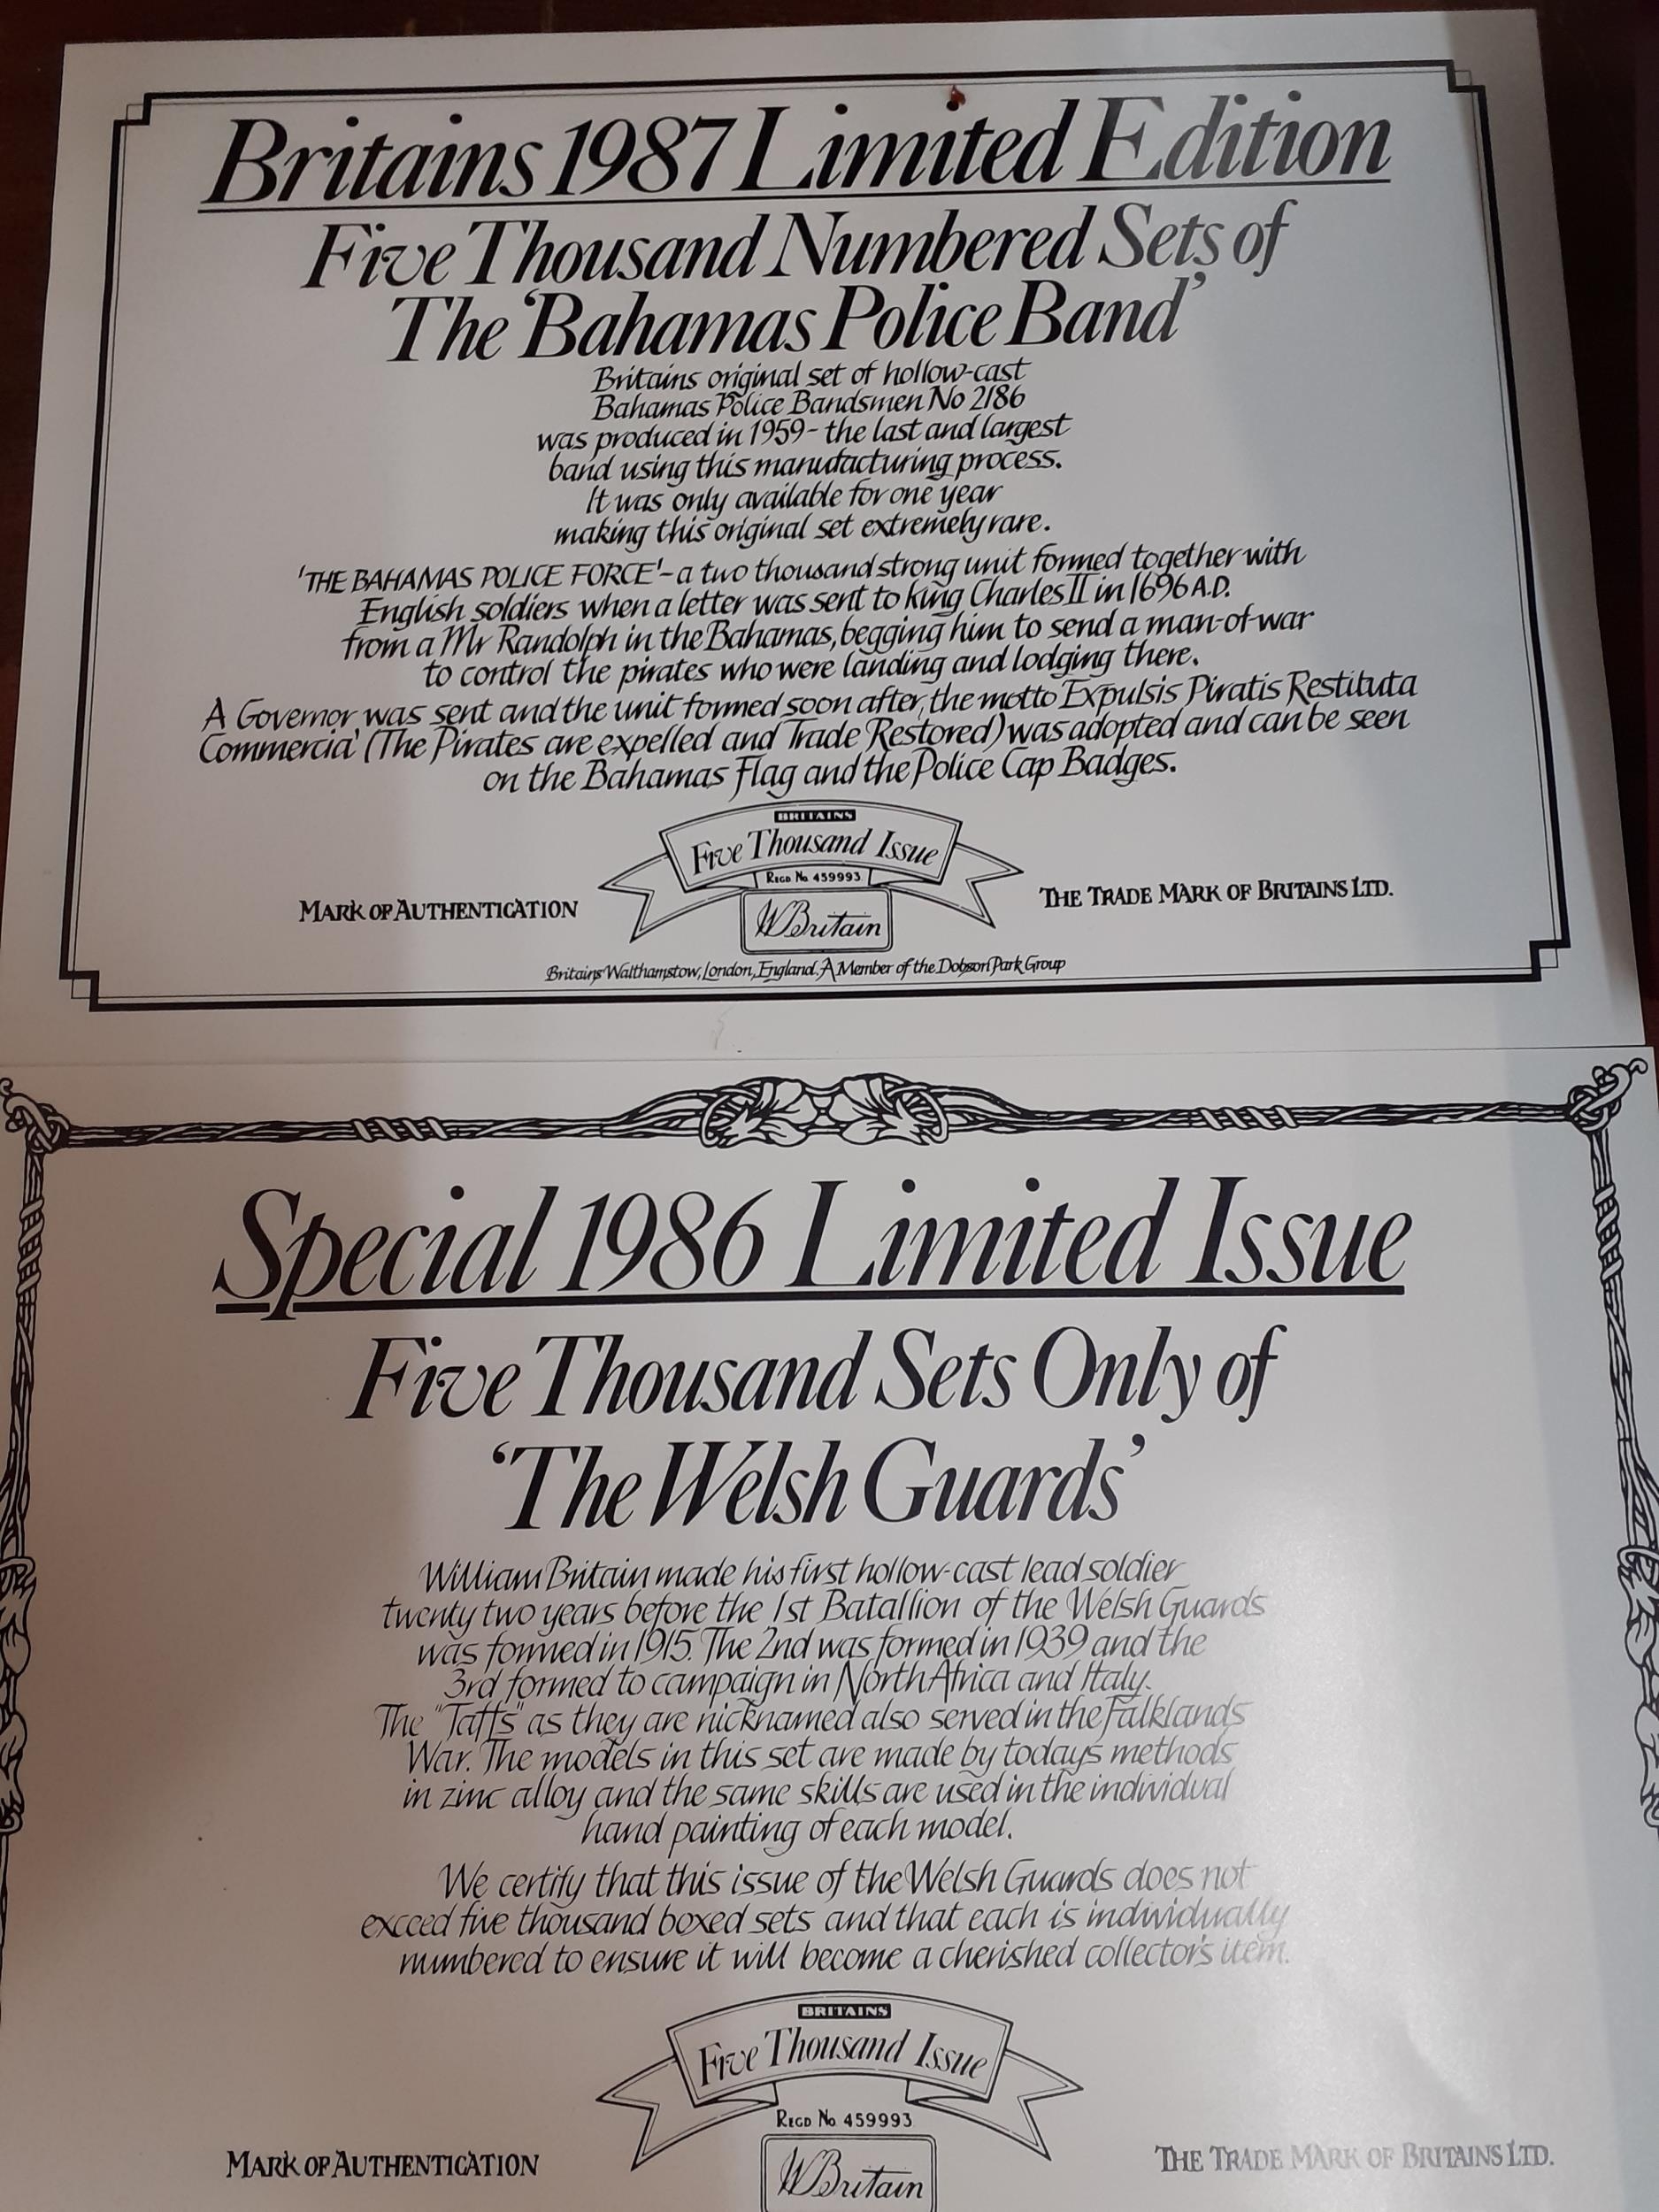 Britains 1987 Limited Edition
Five Thousand Numbered Sets of
The 'Bahamas Police Band'
Britains original set of hollow-cast
Bahamas Police Bandsmen No 2186
was produced in 1959 - the last and largest
band using this manufacturing process.
It was only available for one year
making this original set extremely rare.
'THE BAHAMAS POLICE FORCE' - a two thousand strong unit formed together with
English soldiers when a letter was sent to king Charles II in 1696 A.D.
from a Mr Randolph in the Bahamas, begging him to send a man-of-war
to control the pirates who were landing and lodging there.
A Governor was sent and the unit formed soon after, the motto Expulsis Piratis Restituta
Commercia' (The Pirates are expelled and Trade Restored) was adopted and can be seen
on the Bahamas Flag and the Police Cap Badges.
BRITAINS
Five Thousand Issue
REGD No 459993
MARK OF AUTHENTICATION
WBritain
THE TRADE MARK OF BRITAINS LTD.
Britains Walthamstow, London, England. A Member of the Dobson Park Group
Special 1986 Limited Issue
Five Thousand Sets Only of
'The Welsh Guards'
William Britain made his first hollow-cast lead soldier
twenty two years before the 1st Batallion of the Welsh Guards
was formed in 1915. The 2nd was formed in 1939 and the
3rd formed to campaign in North Africa and Italy.
The "Taffs" as they are nicknamed also served in the Falklands
War. The models in this set are made by todays methods
in zinc alloy and the same skills are used in the individual
hand painting of each model.
We certify that this issue of the Welsh Guards does not
exceed five thousand boxed sets and that each is individually
numbered to ensure it will become a cherished collector's item.
BRITAINS
Five Thousand Issue
REGD No 459993
MARK OF AUTHENTICATION
WBritain
THE TRADE MARK OF BRITAINS LTD.